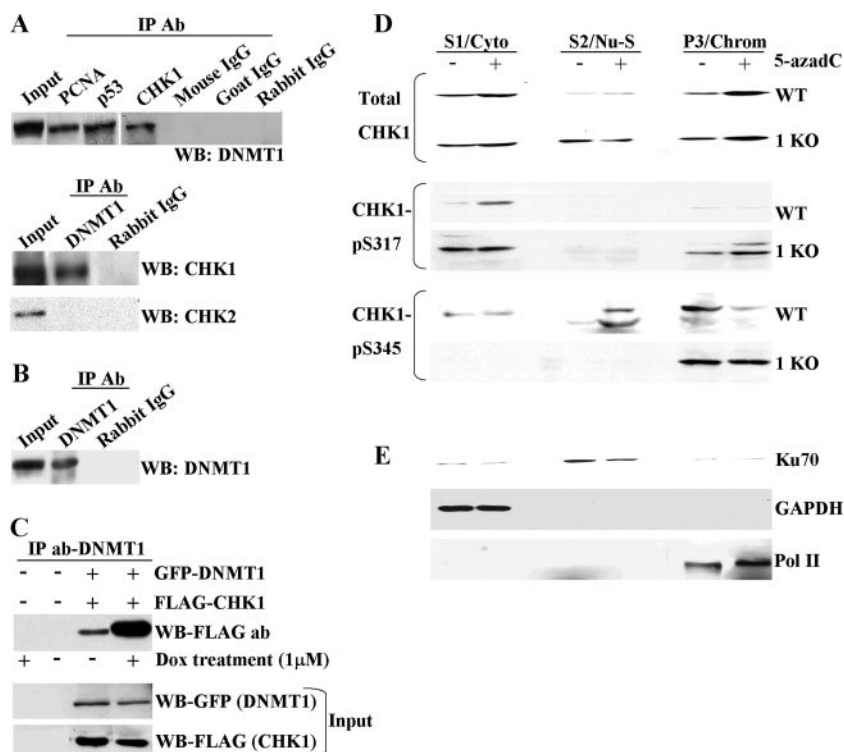 A
IP Ab
Input PCNA p53 CHK1 Mouse IgG Goat IgG Rabbit IgG
WB: DNMT1
IP Ab
Input DNMT1 Rabbit IgG
WB: CHK1
WB: CHK2
B
IP Ab
Input DNMT1 Rabbit IgG
WB: DNMT1
C
IP ab-DNMT1
- - + + GFP-DNMT1
- - + + FLAG-CHK1
WB-FLAG ab
+ - - + Dox treatment (1μM)
WB-GFP (DNMT1)
WB-FLAG (CHK1)
Input
D
S1/Cyto S2/Nu-S P3/Chrom
- + - + - + 5-azadC
Total
CHK1
WT
1 KO
CHK1-
pS317
WT
1 KO
CHK1-
pS345
WT
1 KO
E
Ku70
GAPDH
Pol II